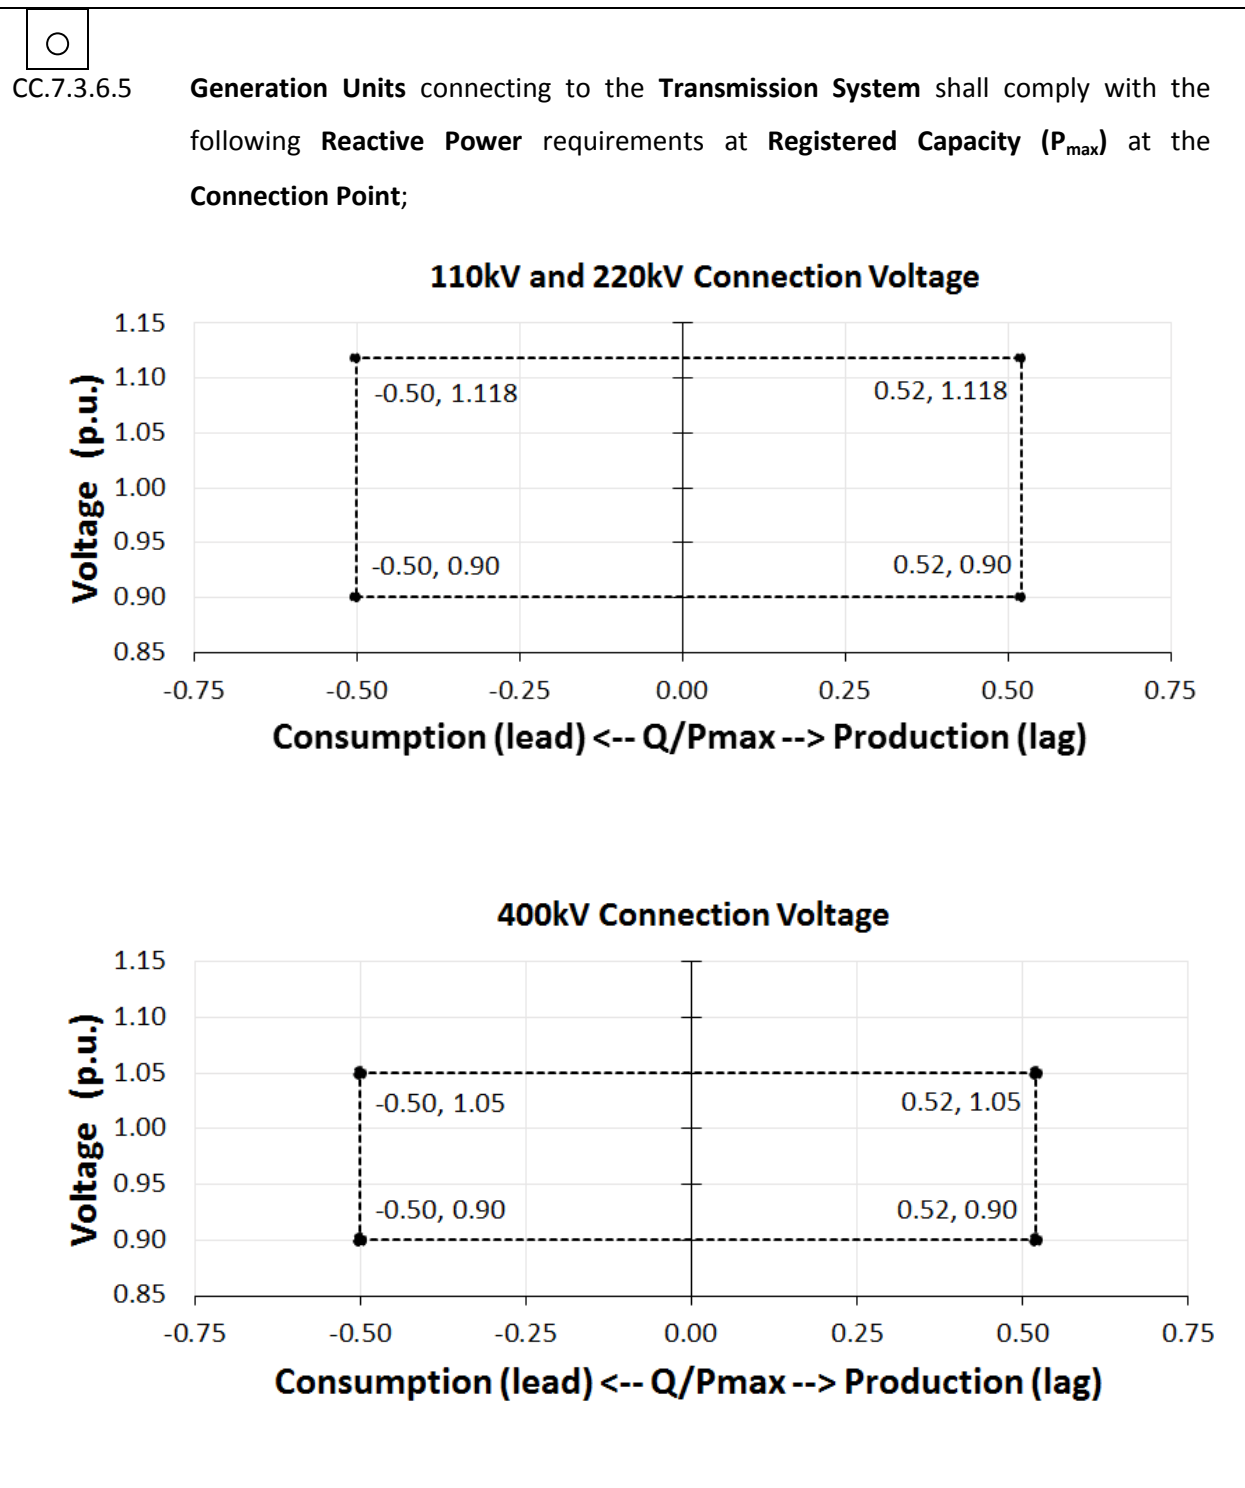 CC.7.3.6.5 Generation Units connecting to the Transmission System shall comply with the
following Reactive Power requirements at Registered Capacity (Pmax) at the
Connection Point;
110kV and 220kV Connection Voltage
Voltage (p.u.)
1.15
1.10
1.05
1.00
0.95
0.90
0.85
-0.50, 1.118
0.52, 1.118
-0.50, 0.90
0.52, 0.90
-0.75 -0.50 -0.25 0.00 0.25 0.50 0.75
Consumption (lead) <-- Q/Pmax --> Production (lag)
400kV Connection Voltage
Voltage (p.u.)
1.15
1.10
1.05
1.00
0.95
0.90
0.85
-0.50, 1.05
0.52, 1.05
-0.50, 0.90
0.52, 0.90
-0.75 -0.50 -0.25 0.00 0.25 0.50 0.75
Consumption (lead) <-- Q/Pmax --> Production (lag)